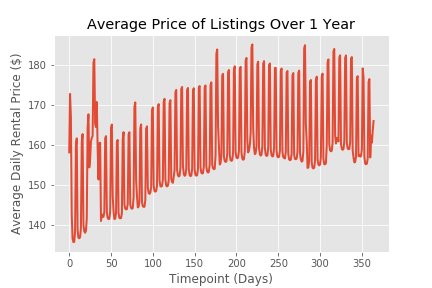 Average Price of Listings Over 1 Year
Average Daily Rental Price ($)
180
170
160
150
140
0 50 100 150 200 250 300 350
Timepoint (Days)